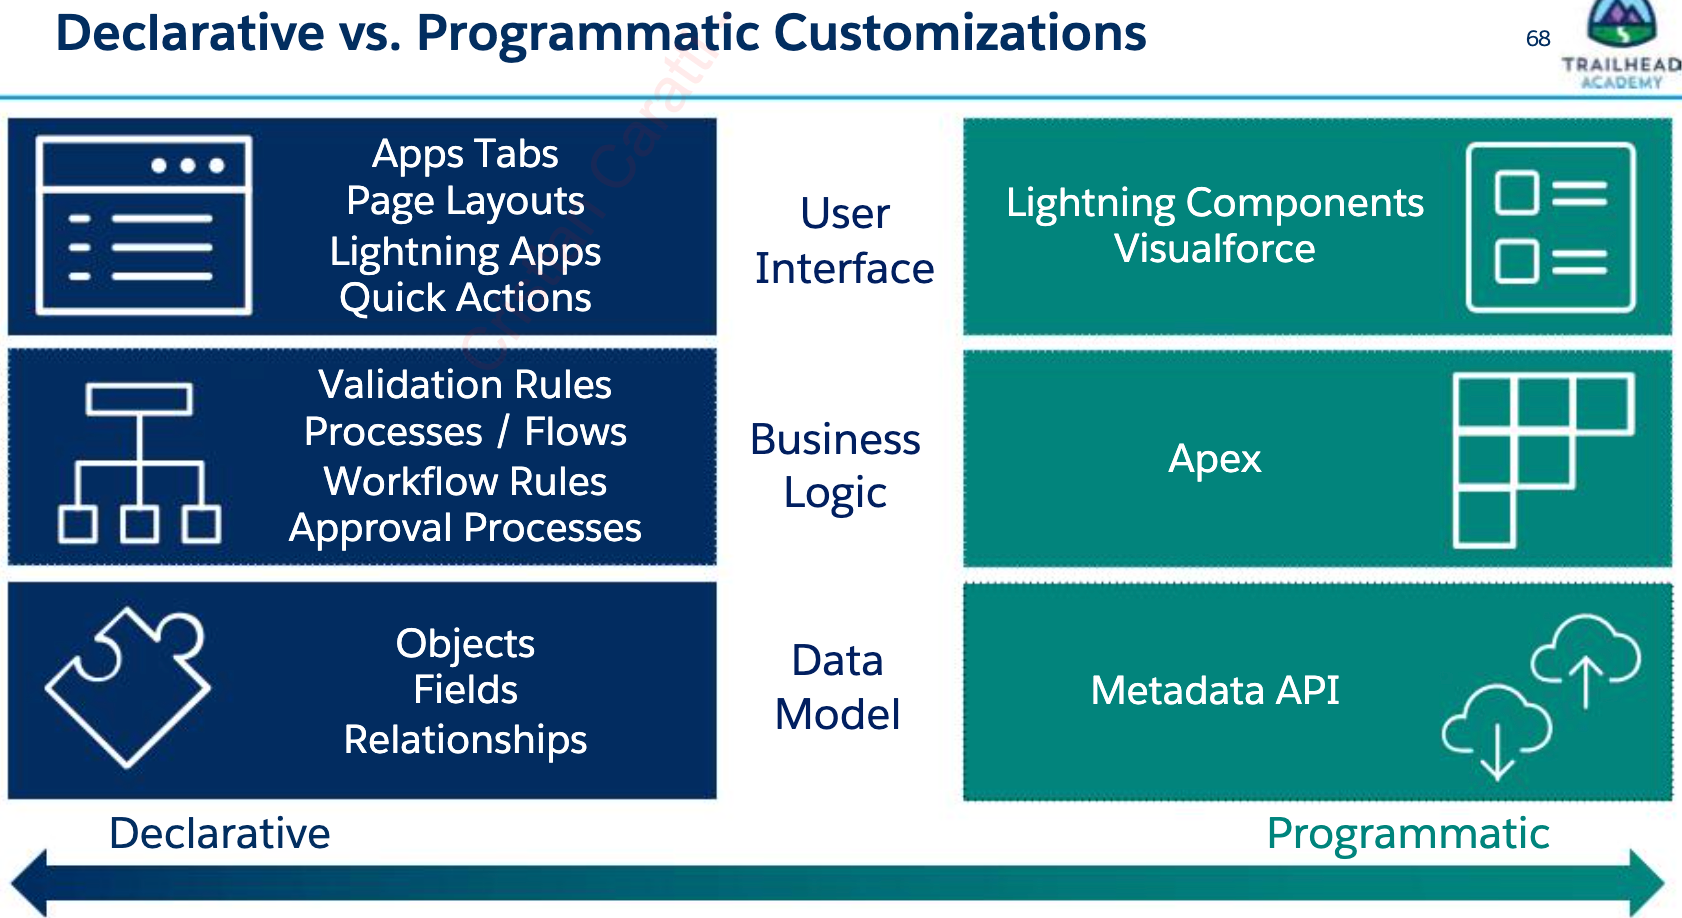 Declarative vs. Programmatic Customizations
68
TRAILHEAD
ACADEMY
Apps Tabs
Page Layouts
Lightning Apps
Quick Actions
User
Interface
Lightning Components
Visualforce
Validation Rules
Processes / Flows
Workflow Rules
Approval Processes
Business
Logic
Apex
Objects
Fields
Relationships
Data
Model
Metadata API
Declarative
Programmatic